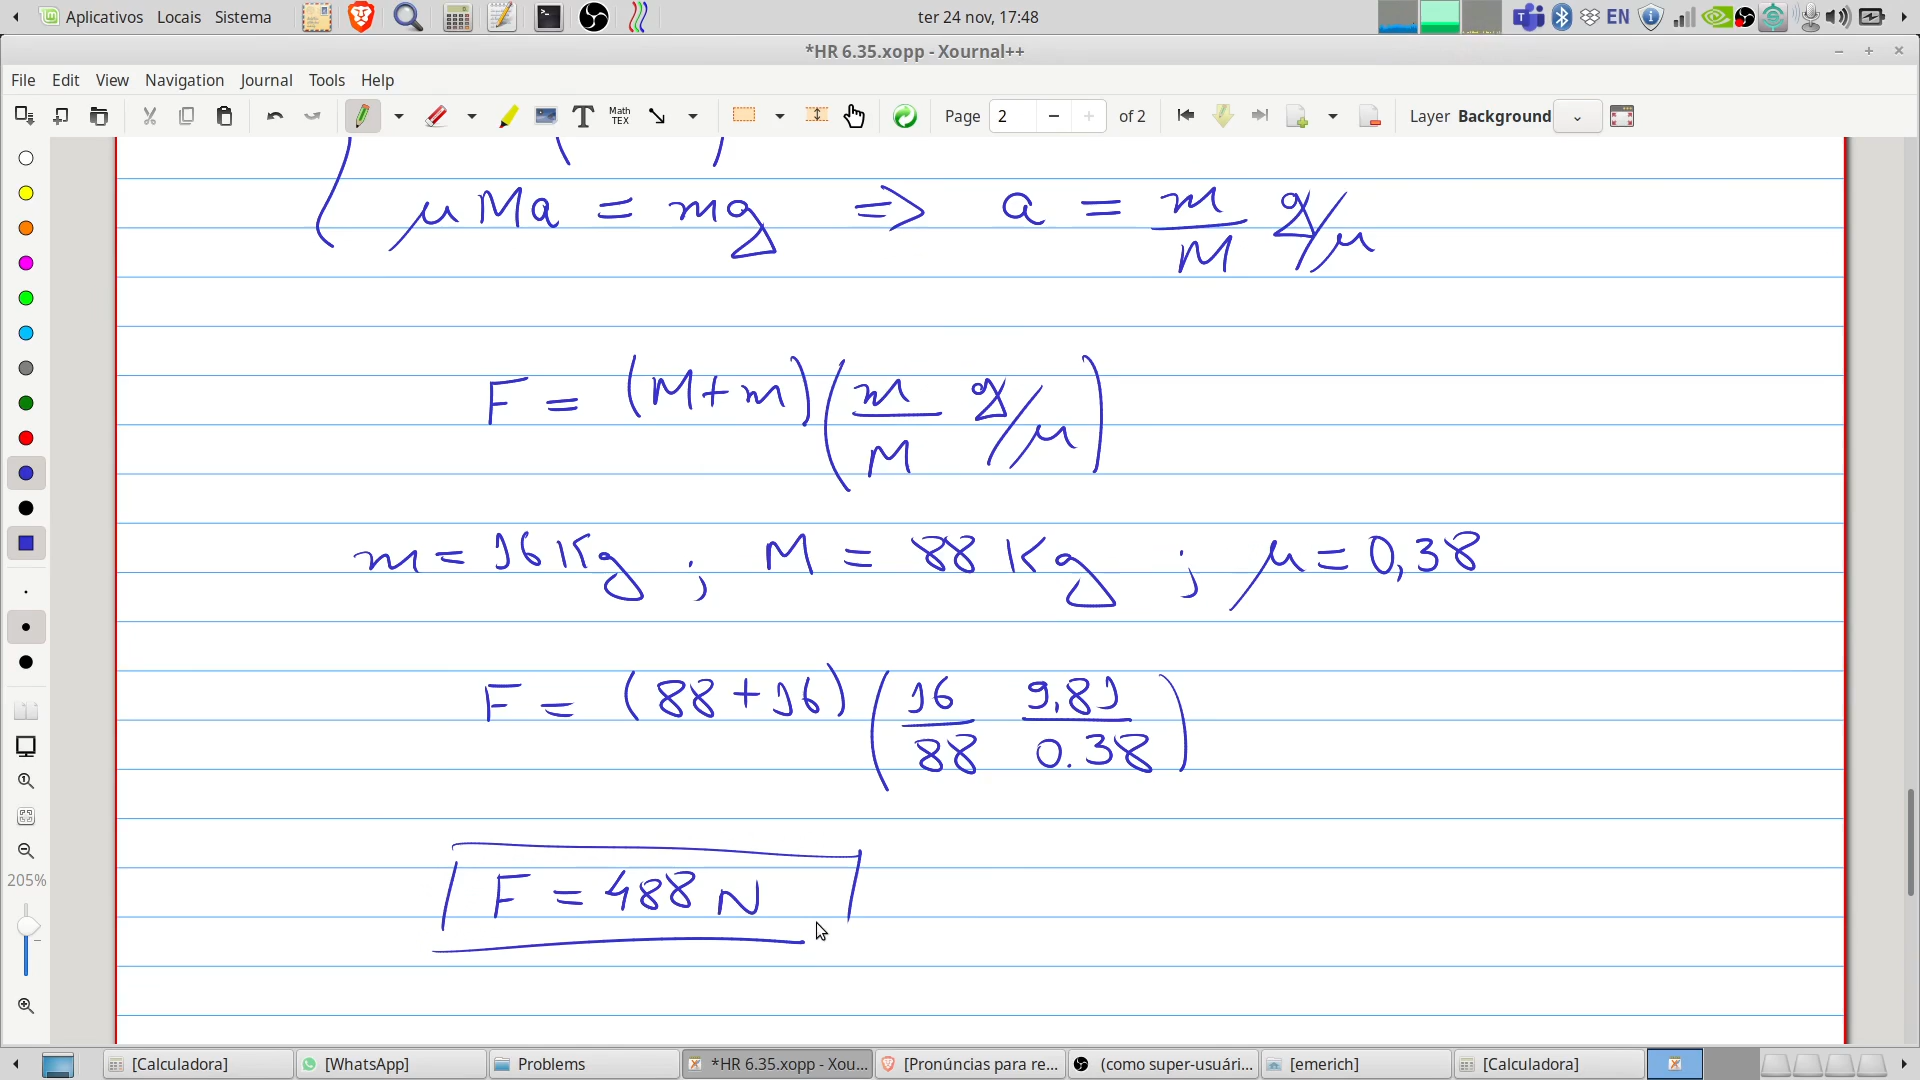 Aplicativos Locais Sistema ter 24 nov, 17:48 EN
*HR 6.35.xopp - Xournal++
File Edit View Navigation Journal Tools Help
Math TEX Page 2 of 2 Layer Background
μMa = mg => a = m/M g/μ
F = (M+m)(m/M g/μ)
m = 16 Kg ; M = 88 Kg ; μ = 0,38
F = (88+16)(16/88 9,81/0.38)
F = 488 N
205%
[Calculadora] [WhatsApp] Problems *HR 6.35.xopp - Xou... [Pronúncias para re... (como super-usuári... [emerich] [Calculadora]